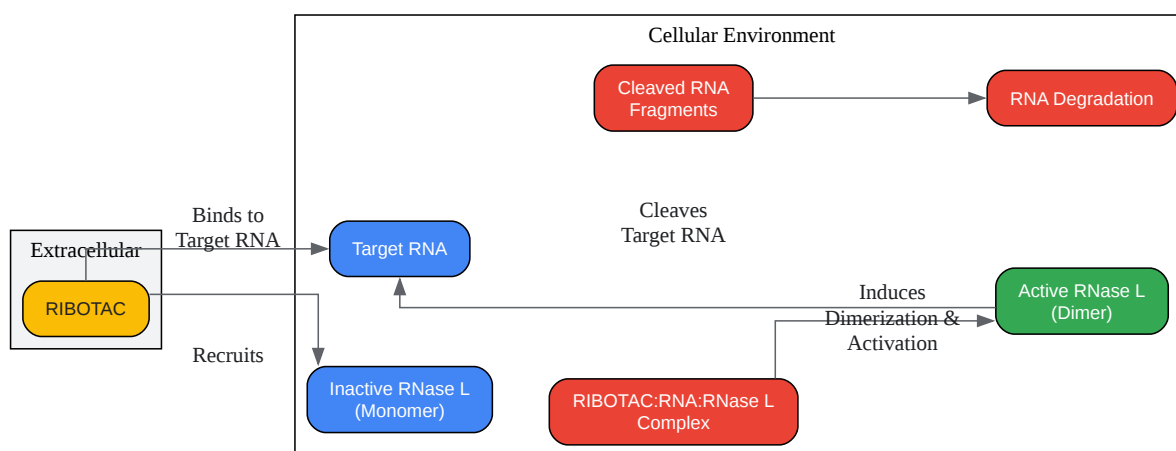 Cellular Environment
Cleaved RNA
Fragments
RNA Degradation
Binds to
Target RNA
Cleaves
Target RNA
Extracellular
Target RNA
RIBOTAC
Induces
Dimerization &
Activation
Active RNase L
(Dimer)
Recruits
Inactive RNase L
(Monomer)
RIBOTAC:RNA:RNase L
Complex